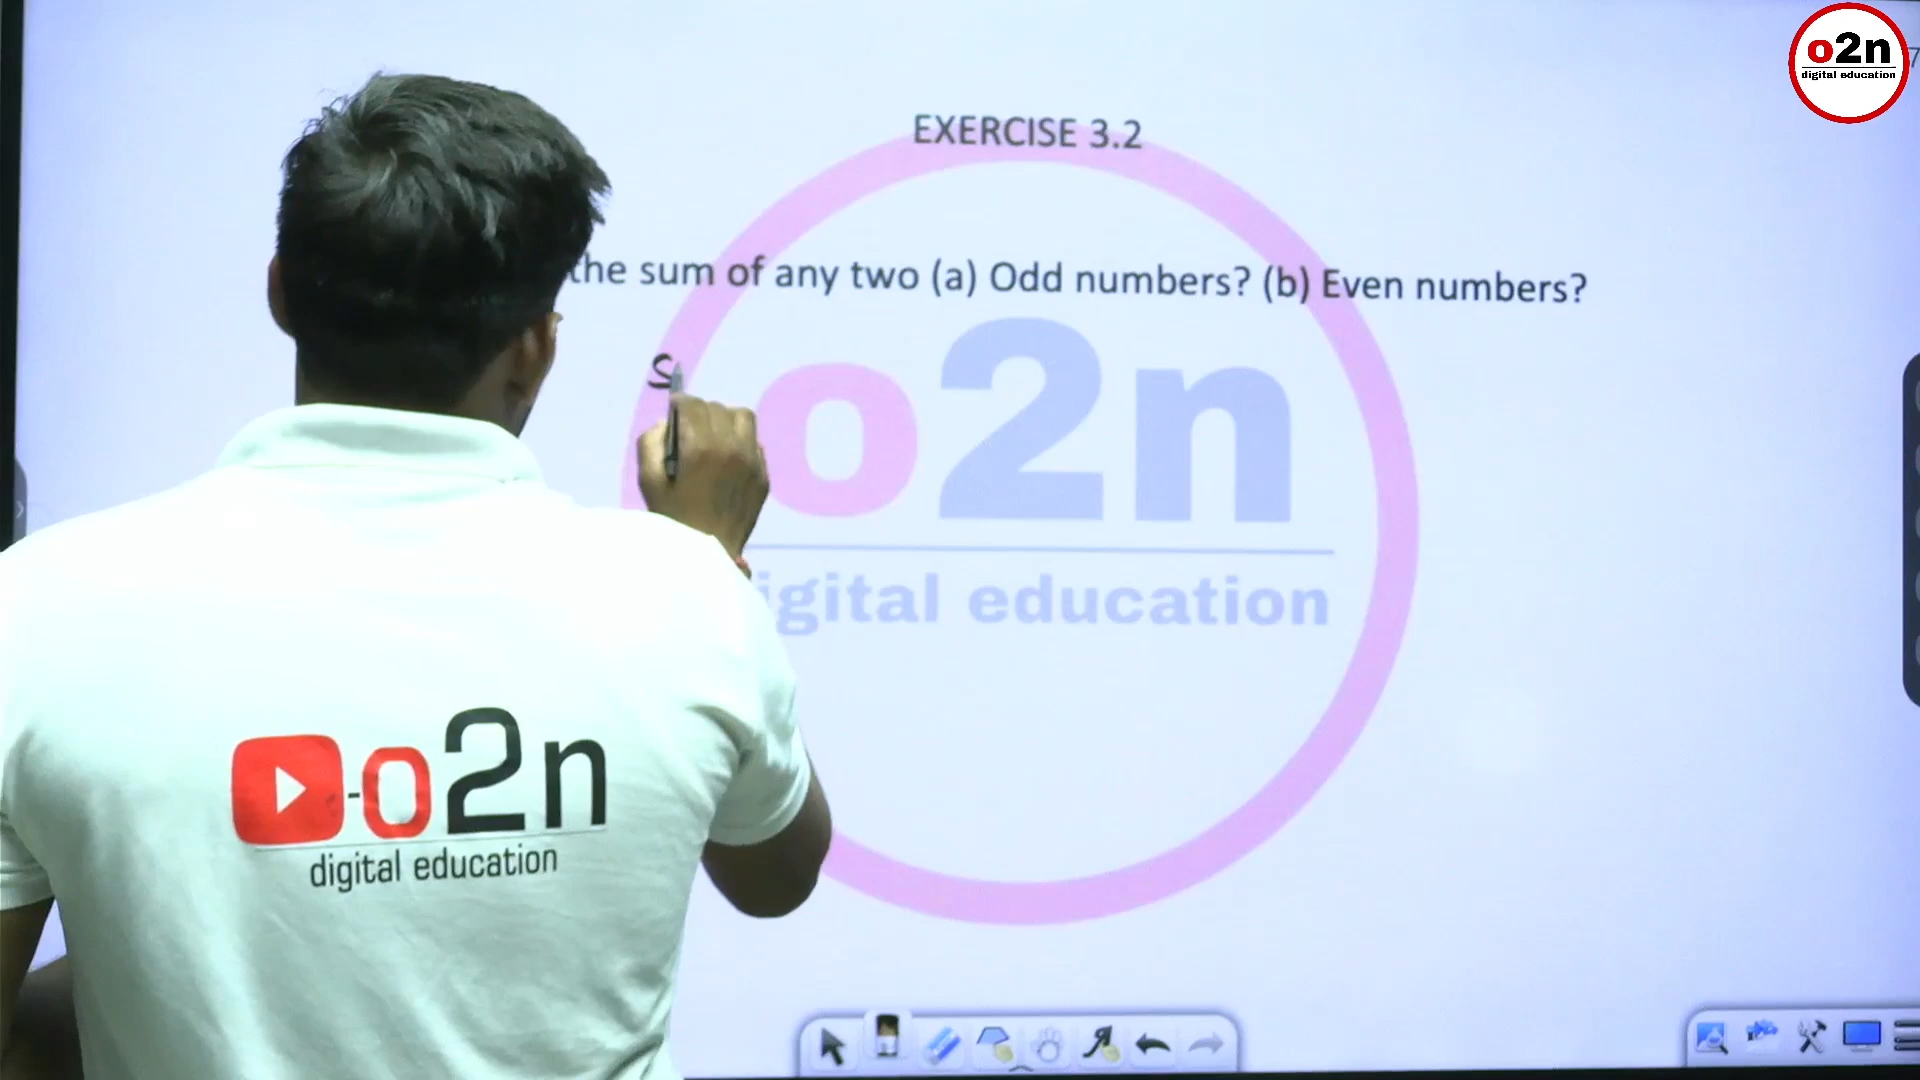 o2n
digital education
7
EXERCISE 3.2
the sum of any two (a) Odd numbers? (b) Even numbers?
S
o2n
digital education
-o2n
digital education